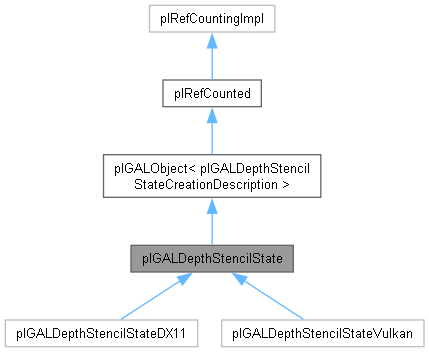 plRefCountingImpl
plRefCounted
plGALObject< plGALDepthStencil
StateCreationDescription >
plGALDepthStencilState
plGALDepthStencilStateDX11
plGALDepthStencilStateVulkan